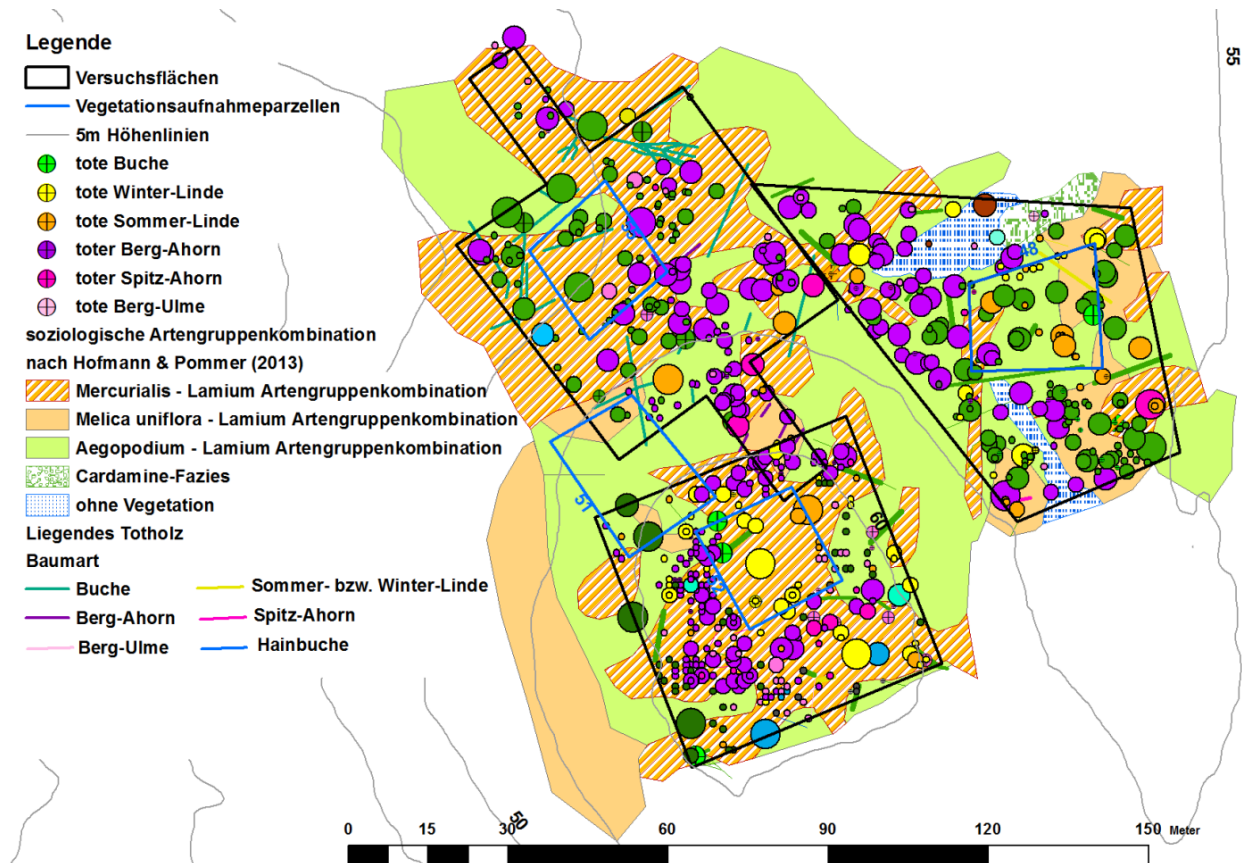 Legende
Versuchsflächen
Vegetationsaufnahmeparzellen
5m Höhenlinien
tote Buche
tote Winter-Linde
tote Sommer-Linde
toter Berg-Ahorn
toter Spitz-Ahorn
tote Berg-Ulme
soziologische Artengruppenkombination
nach Hofmann & Pommer (2013)
Mercurialis - Lamium Artengruppenkombination
Melica uniflora - Lamium Artengruppenkombination
Aegopodium - Lamium Artengruppenkombination
Cardamine-Fazies
ohne Vegetation
Liegendes Totholz
Baumart
Buche
Sommer- bzw. Winter-Linde
Berg-Ahorn
Spitz-Ahorn
Berg-Ulme
Hainbuche
55
48
51
53
60
50
0 15 30 60 90 120 150 Meter